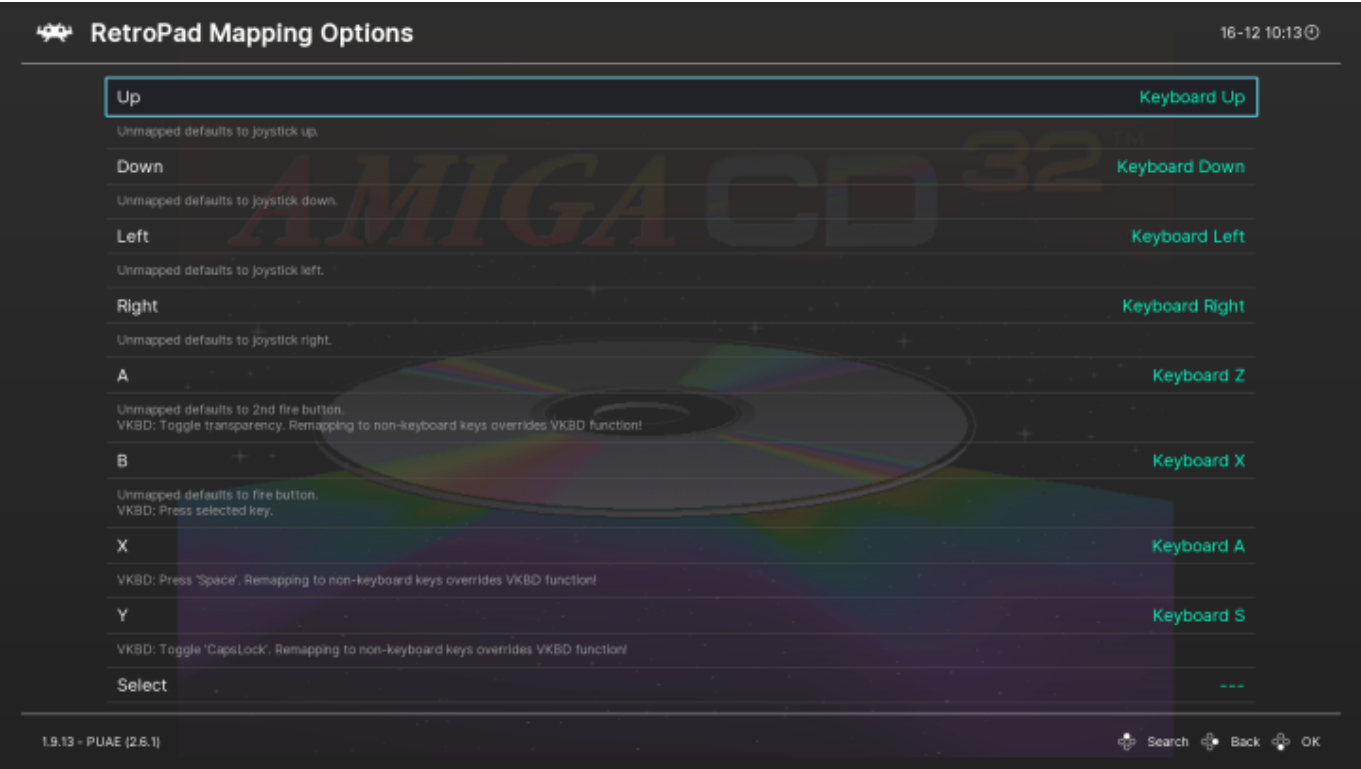 RetroPad Mapping Options
16-12 10:13
Up
Keyboard Up
Unmapped defaults to joystick up.
Down
Keyboard Down
Unmapped defaults to joystick down.
Left
Keyboard Left
Unmapped defaults to joystick left.
Right
Keyboard Right
Unmapped defaults to joystick right.
A
Keyboard Z
Unmapped defaults to 2nd fire button.
VKBD: Toggle transparency. Remapping to non-keyboard keys overrides VKBD function!
B
Keyboard X
Unmapped defaults to fire button.
VKBD: Press selected key.
X
Keyboard A
VKBD: Press 'Space'. Remapping to non-keyboard keys overrides VKBD function!
Y
Keyboard S
VKBD: Toggle 'CapsLock'. Remapping to non-keyboard keys overrides VKBD function!
Select
---
AMIGA CD 32 TM
1.9.13 - PUAE (2.6.1)
Search Back OK